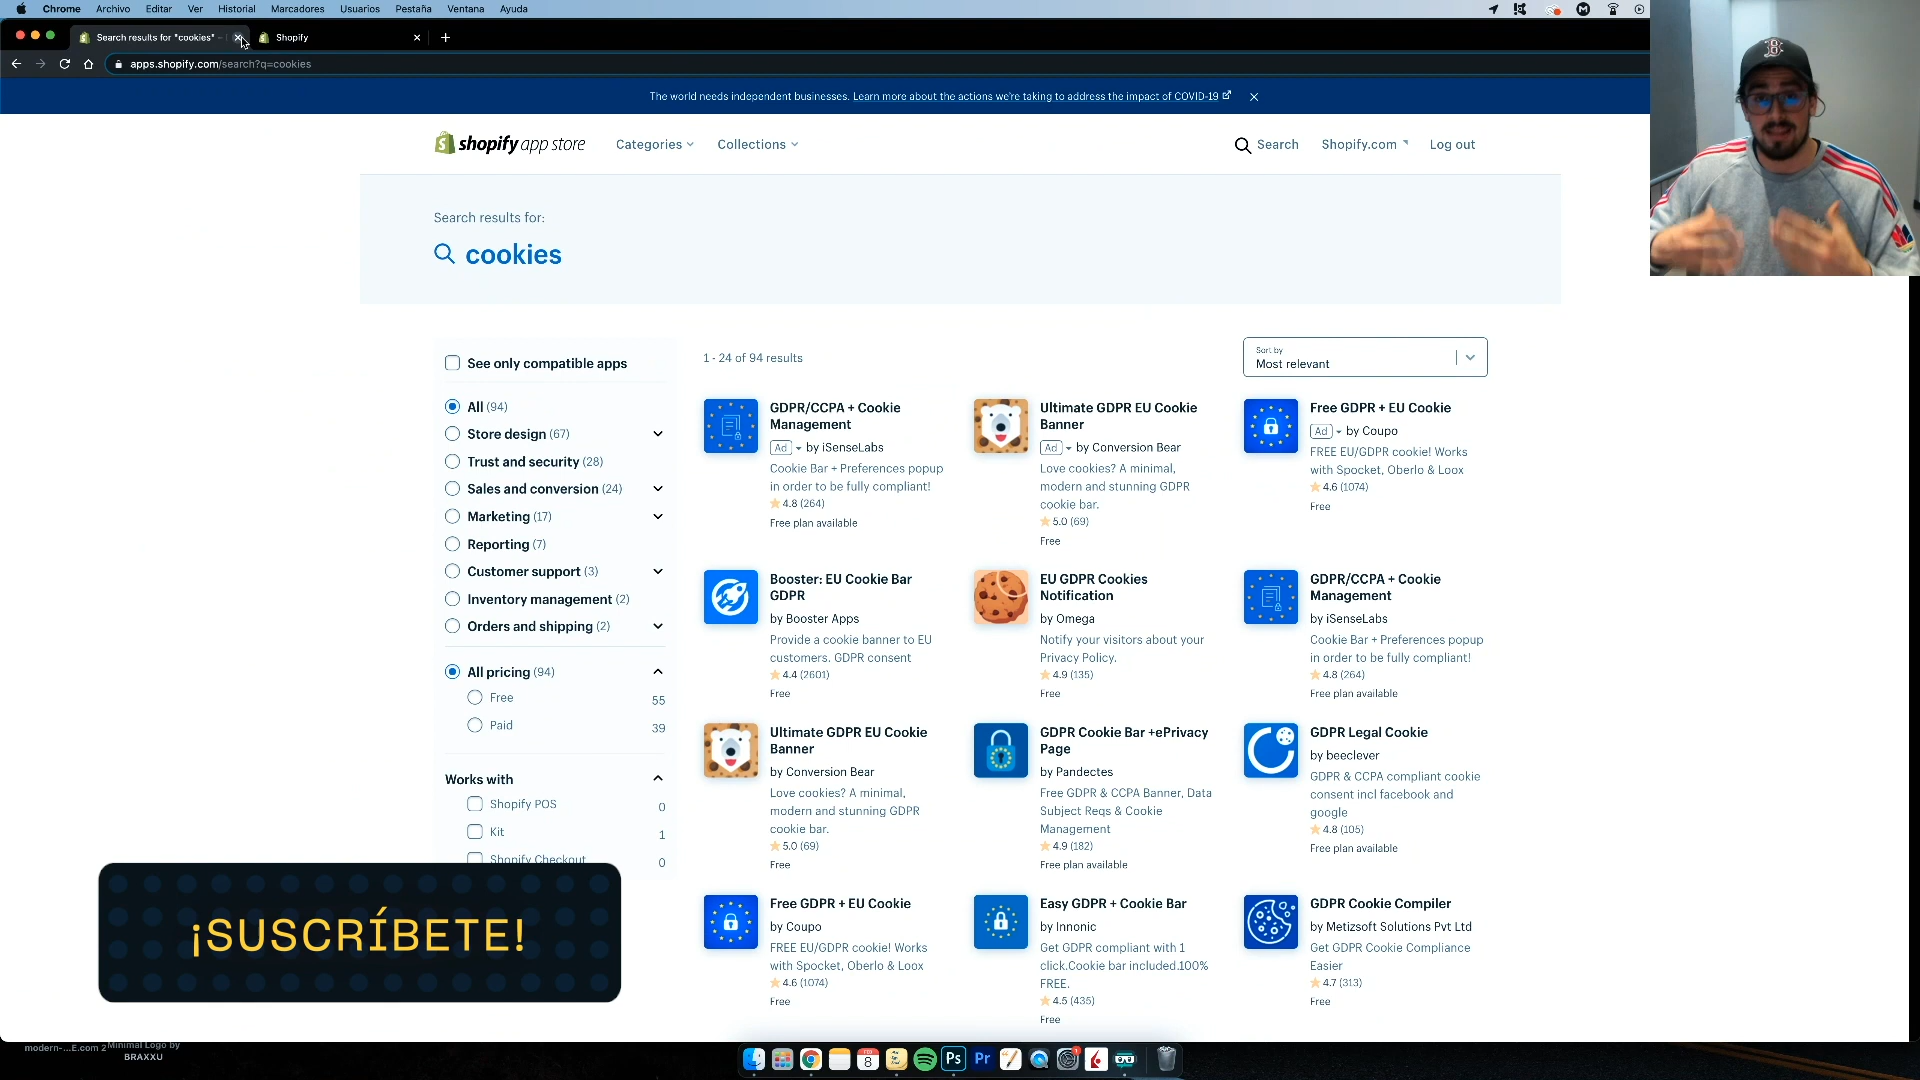 Chrome Archivo Editar Ver Historial Marcadores Usuarios Pestaña Ventana Ayuda
Search results for "cookies" -
Shopify
apps.shopify.com/search?q=cookies
The world needs independent businesses. Learn more about the actions we're taking to address the impact of COVID-19
shopify app store
Categories
Collections
Search
Shopify.com
Log out
Search results for:
cookies
See only compatible apps
All (94)
Store design (67)
Trust and security (28)
Sales and conversion (24)
Marketing (17)
Reporting (7)
Customer support (3)
Inventory management (2)
Orders and shipping (2)
All pricing (94)
Free 55
Paid 39
Works with
Shopify POS 0
Kit 1
Shopify Checkout 0
1 - 24 of 94 results
Sort by
Most relevant
GDPR/CCPA + Cookie
Management
Ad by iSenseLabs
Cookie Bar + Preferences popup
in order to be fully compliant!
4.8 (264)
Free plan available
Ultimate GDPR EU Cookie
Banner
Ad by Conversion Bear
Love cookies? A minimal,
modern and stunning GDPR
cookie bar.
5.0 (69)
Free
Free GDPR + EU Cookie
Ad by Coupo
FREE EU/GDPR cookie! Works
with Spocket, Oberlo & Loox
4.6 (1074)
Free
Booster: EU Cookie Bar
GDPR
by Booster Apps
Provide a cookie banner to EU
customers. GDPR consent
4.4 (2601)
Free
EU GDPR Cookies
Notification
by Omega
Notify your visitors about your
Privacy Policy.
4.9 (135)
Free
GDPR/CCPA + Cookie
Management
by iSenseLabs
Cookie Bar + Preferences popup
in order to be fully compliant!
4.8 (264)
Free plan available
Ultimate GDPR EU Cookie
Banner
by Conversion Bear
Love cookies? A minimal,
modern and stunning GDPR
cookie bar.
5.0 (69)
Free
GDPR Cookie Bar +ePrivacy
Page
by Pandectes
Free GDPR & CCPA Banner, Data
Subject Reqs & Cookie
Management
4.9 (182)
Free plan available
GDPR Legal Cookie
by beeclever
GDPR & CCPA compliant cookie
consent incl facebook and
google
4.8 (105)
Free plan available
Free GDPR + EU Cookie
by Coupo
FREE EU/GDPR cookie! Works
with Spocket, Oberlo & Loox
4.6 (1074)
Free
Easy GDPR + Cookie Bar
by Innonic
Get GDPR compliant with 1
click.Cookie bar included.100%
FREE.
4.5 (435)
Free
GDPR Cookie Compiler
by Metizsoft Solutions Pvt Ltd
Get GDPR Cookie Compliance
Easier
4.7 (313)
Free
¡SUSCRÍBETE!
modern-...E.com 2
Minimal Logo by
BRAXXU
8
Ps
Pr
B